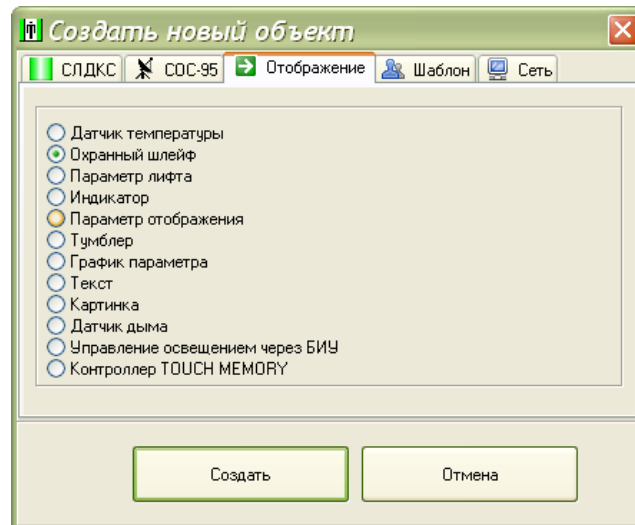 Создать новый объект
СЛДКС СОС-95 Отображение Шаблон Сеть
Датчик температуры
Охранный шлейф
Параметр лифта
Индикатор
Параметр отображения
Тумблер
График параметра
Текст
Картинка
Датчик дыма
Управление освещением через БИУ
Контроллер TOUCH MEMORY
Создать Отмена